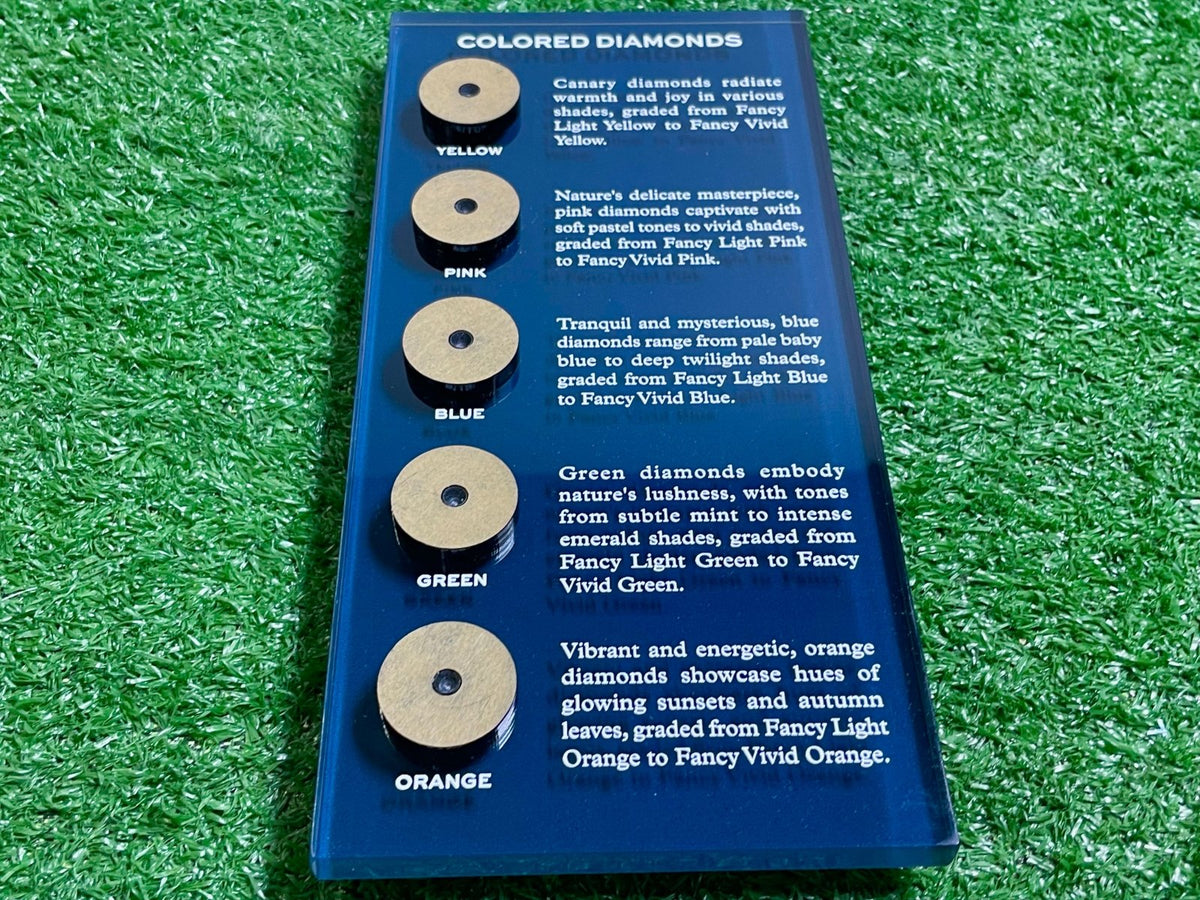 COLORED DIAMONDS
YELLOW
Canary diamonds radiate
warmth and joy in various
shades, graded from Fancy
Light Yellow to Fancy Vivid
Yellow.
PINK
Nature's delicate masterpiece,
pink diamonds captivate with
soft pastel tones to vivid shades,
graded from Fancy Light Pink
to Fancy Vivid Pink.
BLUE
Tranquil and mysterious, blue
diamonds range from pale baby
blue to deep twilight shades,
graded from Fancy Light Blue
to Fancy Vivid Blue.
GREEN
Green diamonds embody
nature's lushness, with tones
from subtle mint to intense
emerald shades, graded from
Fancy Light Green to Fancy
Vivid Green.
ORANGE
Vibrant and energetic, orange
diamonds showcase hues of
glowing sunsets and autumn
leaves, graded from Fancy Light
Orange to Fancy Vivid Orange.